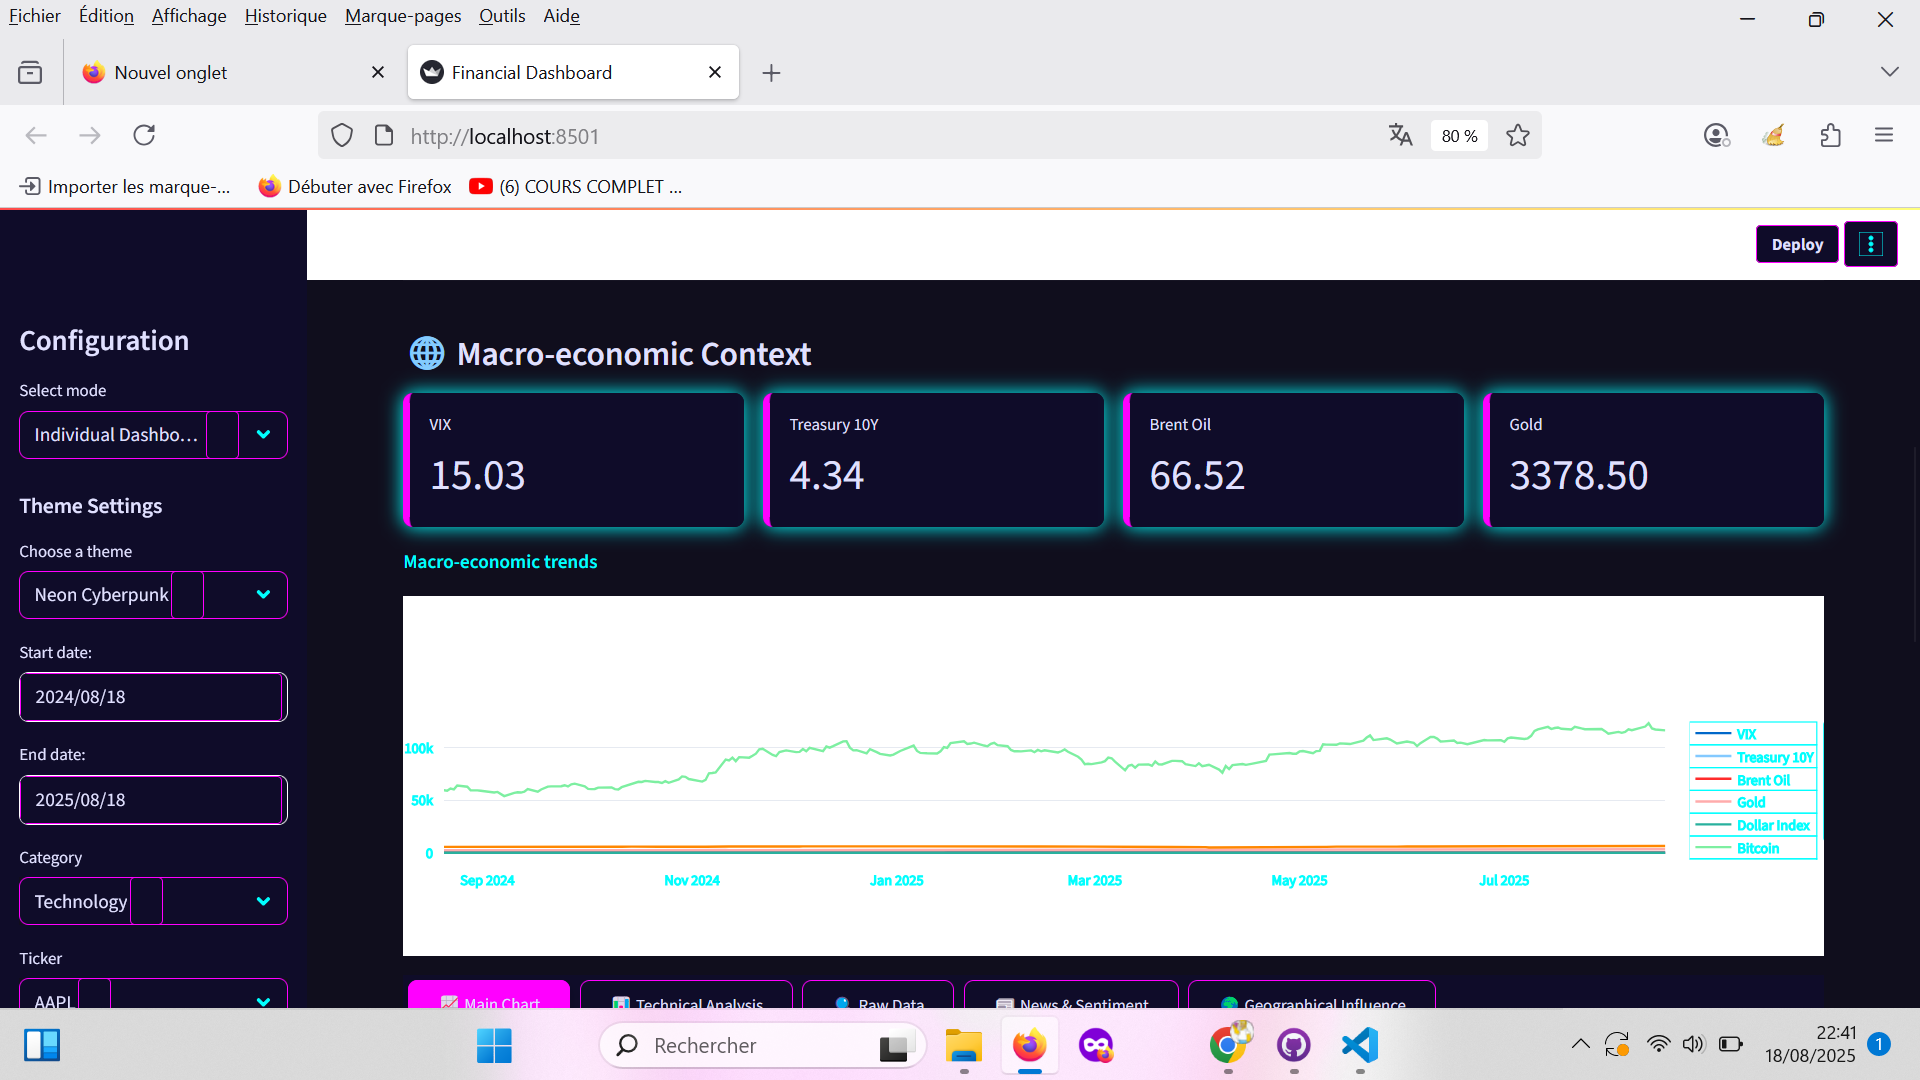 Fichier Édition Affichage Historique Marque-pages Outils Aide
Nouvel onglet
Financial Dashboard
http://localhost:8501
80 %
Importer les marque-...
Débuter avec Firefox
(6) COURS COMPLET ...
Deploy
Configuration
Select mode
Individual Dashbo...
Theme Settings
Choose a theme
Neon Cyberpunk
Start date:
2024/08/18
End date:
2025/08/18
Category
Technology
Ticker
AAPL
Macro-economic Context
VIX
15.03
Treasury 10Y
4.34
Brent Oil
66.52
Gold
3378.50
Macro-economic trends
100k
50k
0
Sep 2024
Nov 2024
Jan 2025
Mar 2025
May 2025
Jul 2025
VIX
Treasury 10Y
Brent Oil
Gold
Dollar Index
Bitcoin
Main Chart
Technical Analysis
Raw Data
News & Sentiment
Geographical Influence
Rechercher
22:41
18/08/2025
1